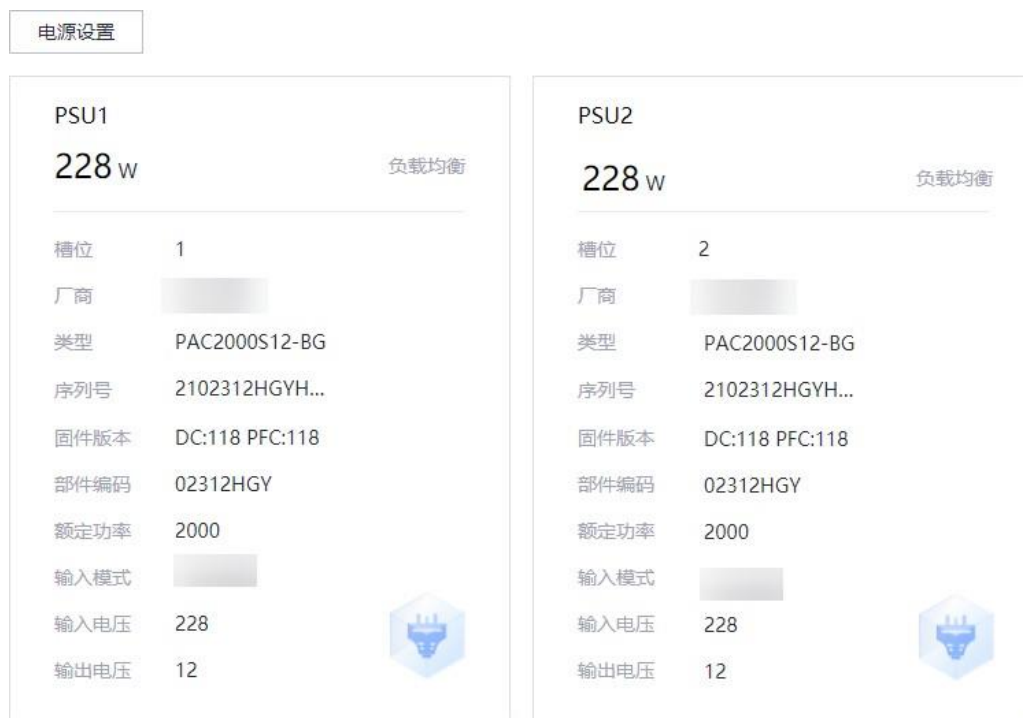 电源设置
PSU1
228 W 负载均衡
槽位 1
厂商
类型 PAC2000S12-BG
序列号 2102312HGYH...
固件版本 DC:118 PFC:118
部件编码 02312HGY
额定功率 2000
输入模式
输入电压 228
输出电压 12
PSU2
228 W 负载均衡
槽位 2
厂商
类型 PAC2000S12-BG
序列号 2102312HGYH...
固件版本 DC:118 PFC:118
部件编码 02312HGY
额定功率 2000
输入模式
输入电压 228
输出电压 12